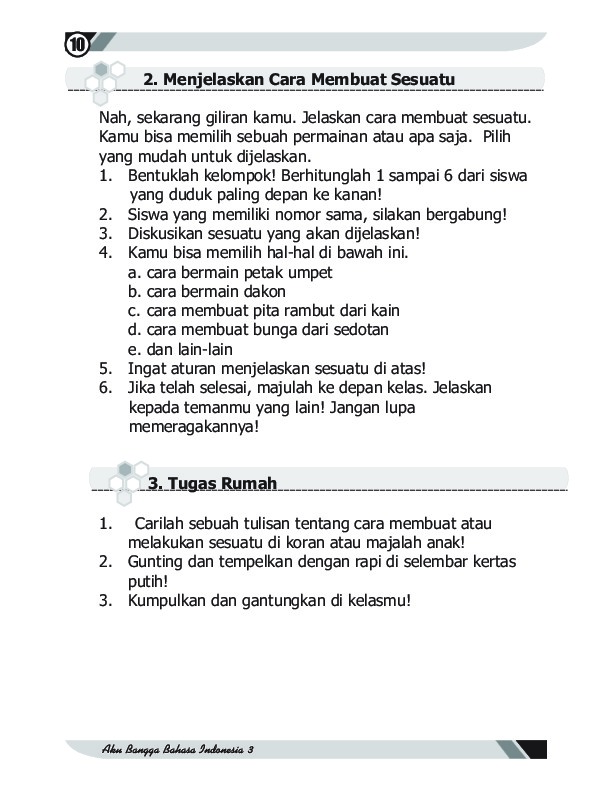 10
2. Menjelaskan Cara Membuat Sesuatu
Nah, sekarang giliran kamu. Jelaskan cara membuat sesuatu.
Kamu bisa memilih sebuah permainan atau apa saja.  Pilih
yang mudah untuk dijelaskan.
1. Bentuklah kelompok! Berhitunglah 1 sampai 6 dari siswa
yang duduk paling depan ke kanan!
2. Siswa yang memiliki nomor sama, silakan bergabung!
3. Diskusikan sesuatu yang akan dijelaskan!
4. Kamu bisa memilih hal-hal di bawah ini.
a. cara bermain petak umpet
b. cara bermain dakon
c. cara membuat pita rambut dari kain
d. cara membuat bunga dari sedotan
e. dan lain-lain
5. Ingat aturan menjelaskan sesuatu di atas!
6. Jika telah selesai, majulah ke depan kelas. Jelaskan
kepada temanmu yang lain! Jangan lupa
memeragakannya!
3. Tugas Rumah
1. Carilah sebuah tulisan tentang cara membuat atau
melakukan sesuatu di koran atau majalah anak!
2. Gunting dan tempelkan dengan rapi di selembar kertas
putih!
3. Kumpulkan dan gantungkan di kelasmu!
Aku Bangga Bahasa Indonesia 3